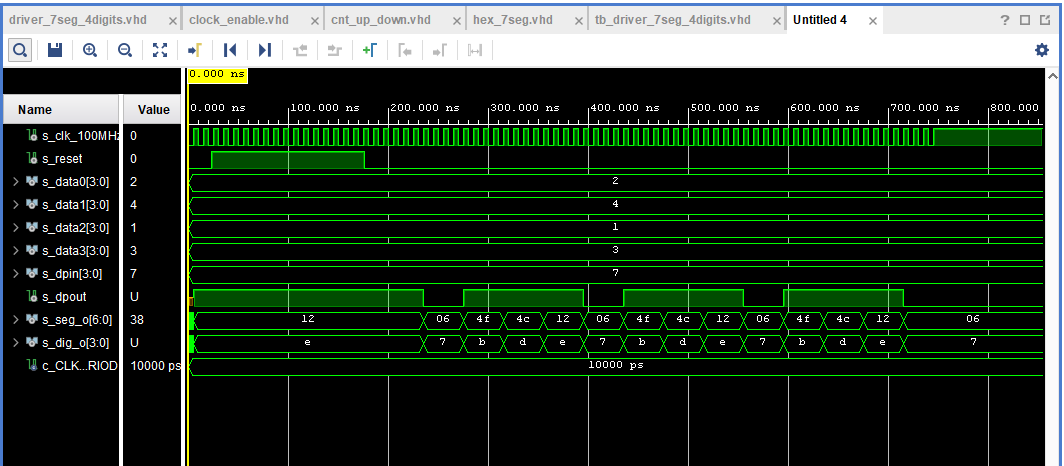 driver_7seg_4digits.vhd × clock_enable.vhd × cnt_up_down.vhd × hex_7seg.vhd × tb_driver_7seg_4digits.vhd × Untitled 4 × ?
0.000 ns
0.000 ns 100.000 ns 200.000 ns 300.000 ns 400.000 ns 500.000 ns 600.000 ns 700.000 ns 800.000
Name Value
s_clk_100MHz 0
s_reset 0
s_data0[3:0] 2 2
s_data1[3:0] 4 4
s_data2[3:0] 1 1
s_data3[3:0] 3 3
s_dpin[3:0] 7 7
s_dpout U
s_seg_o[6:0] 38 12 06 4f 4c 12 06 4f 4c 12 06 4f 4c 12 06
s_dig_o[3:0] U e 7 b d e 7 b d e 7 b d e 7
c_CLK...RIOD 10000 ps 10000 ps